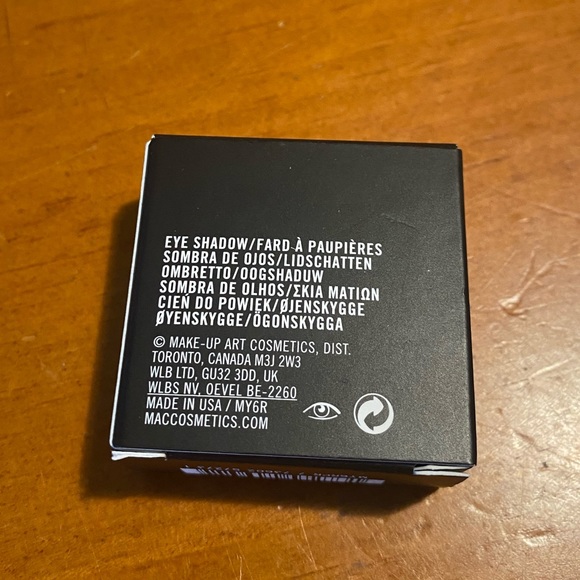 EYE SHADOW/FARD À PAUPIÈRES
SOMBRA DE OJOS/LIDSCHATTEN
OMBRETTO/OOGSHADUW
SOMBRA DE OLHOS/ΣΚΙΑ ΜΑΤΙΩΝ
CIEŃ DO POWIEK/ØJENSKYGGE
ØYENSKYGGE/ÖGONSKYGGA
© MAKE-UP ART COSMETICS, DIST.
TORONTO, CANADA M3J 2W3
WLB LTD, GU32 3DD, UK
WLBS NV, OEVEL BE-2260
MADE IN USA / MY6R
MACCOSMETICS.COM